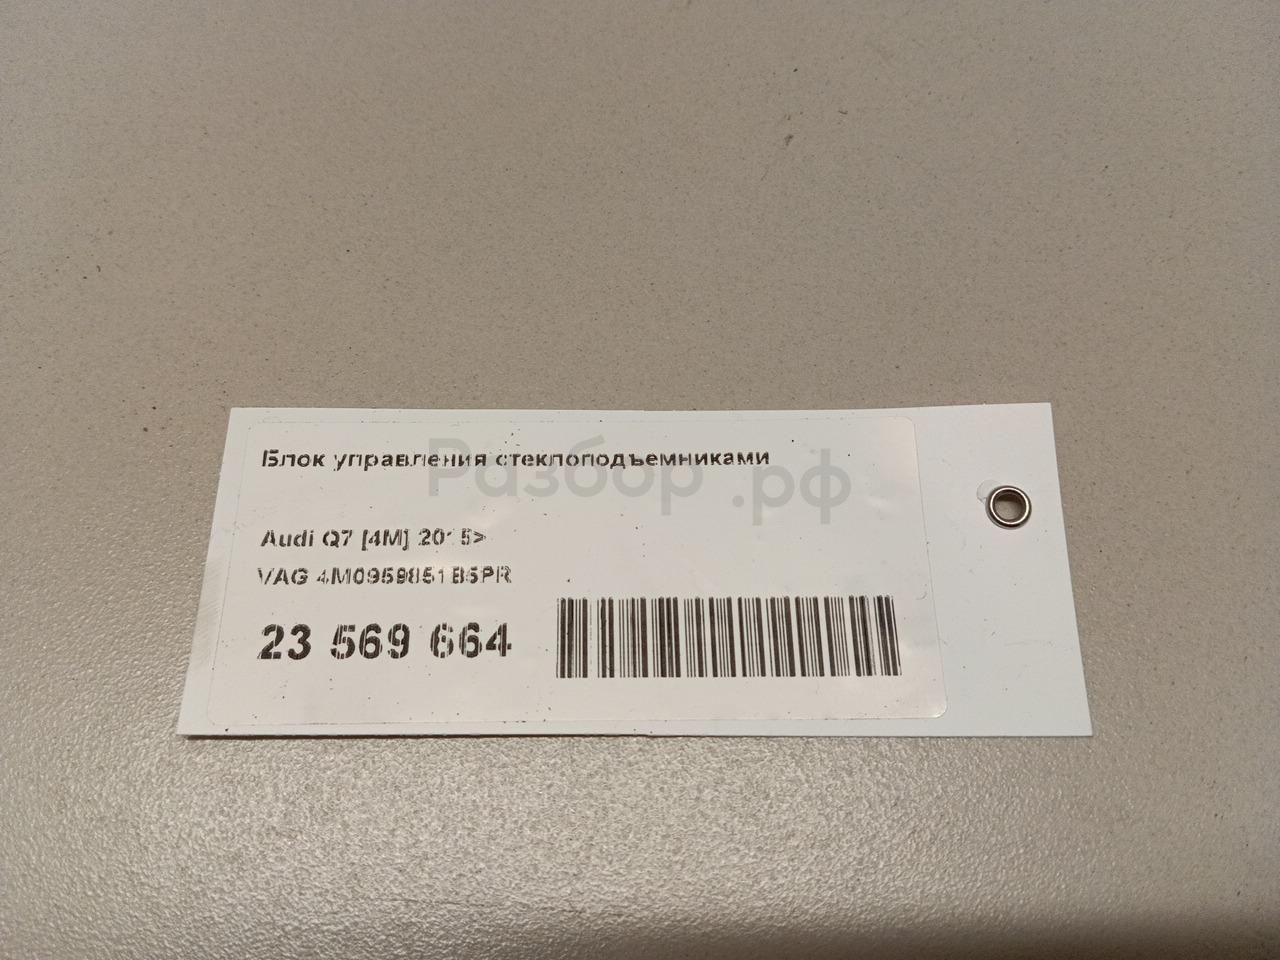 Блок управления стеклоподъемниками
Разбор.рф
Audi Q7 [4M] 2015>
VAG 4M0959851B5PR
23 569 664